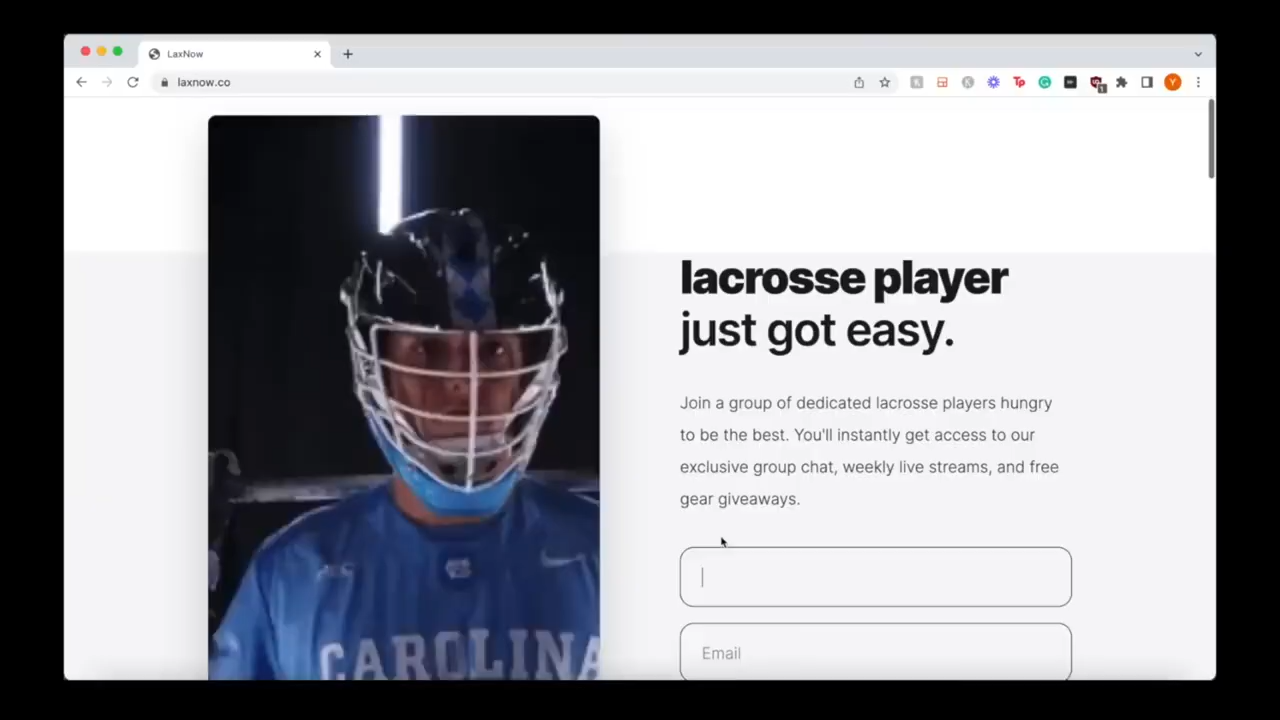 LaxNow
laxnow.co
lacrosse player
just got easy.
Join a group of dedicated lacrosse players hungry
to be the best. You'll instantly get access to our
exclusive group chat, weekly live streams, and free
gear giveaways.
Email
CAROLINA